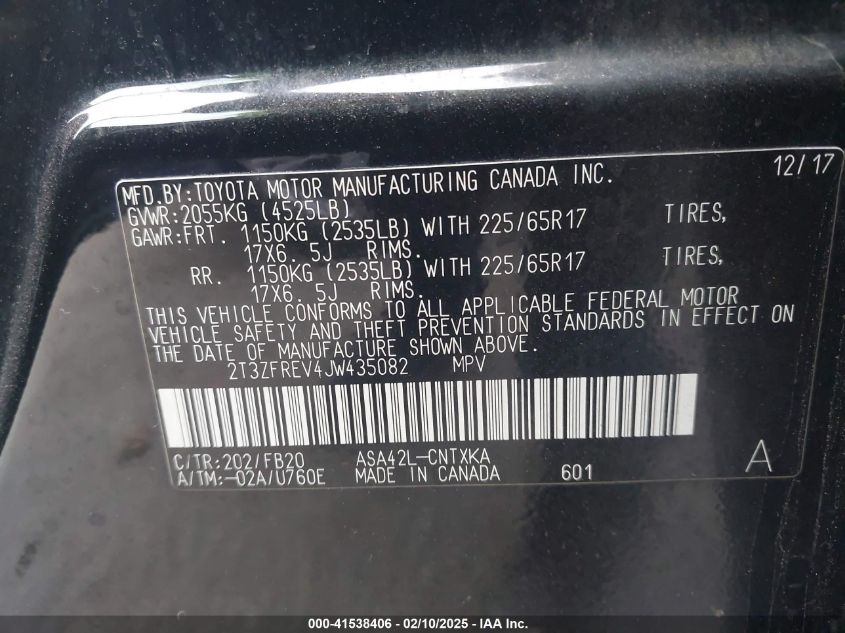 12/17
MFD.BY:TOYOTA MOTOR MANUFACTURING CANADA INC.
GVWR:2055KG (4525LB)
GAWR:FRT. 1150KG (2535LB) WITH 225/65R17 TIRES,
17X6. 5J RIMS.
RR. 1150KG (2535LB) WITH 225/65R17 TIRES,
17X6. 5J RIMS.
THIS VEHICLE CONFORMS TO ALL APPLICABLE FEDERAL MOTOR
VEHICLE SAFETY AND THEFT PREVENTION STANDARDS IN EFFECT ON
THE DATE OF MANUFACTURE SHOWN ABOVE.
2T3ZFREV4JW435082 MPV
C/TR:202/FB20 ASA42L-CNTXKA
A/TM:-02A/U760E MADE IN CANADA 601 A
000-41538406 - 02/10/2025 - IAA Inc.